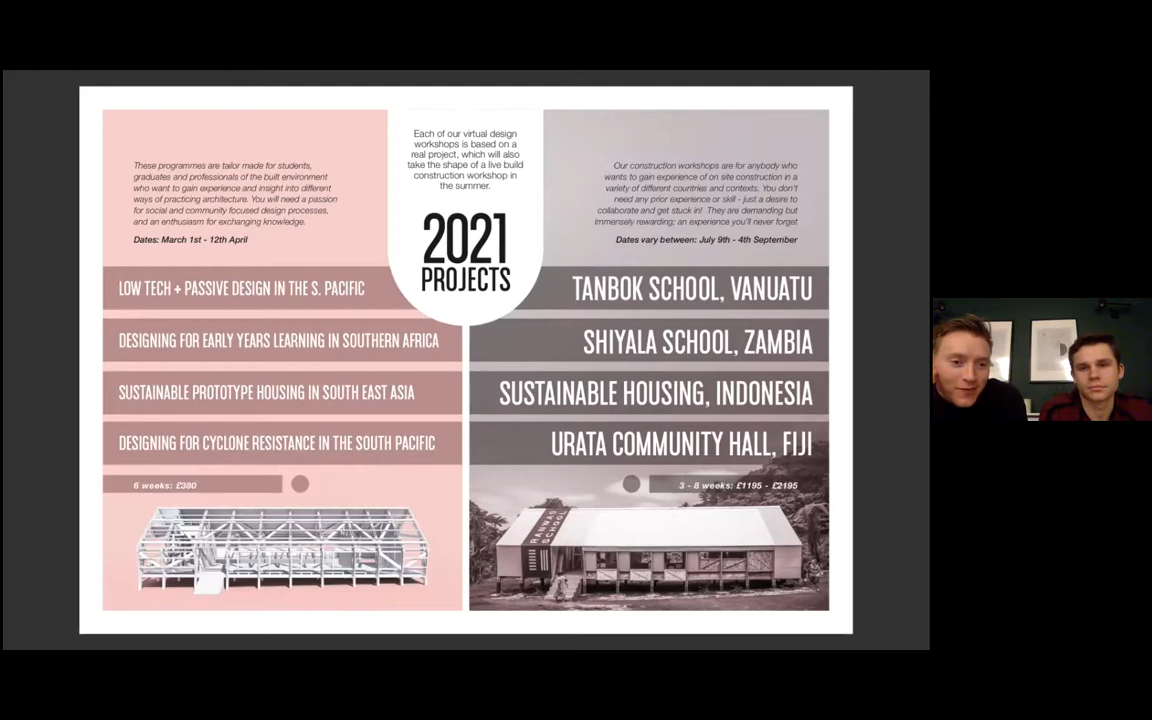 Each of our virtual design
workshops is based on a
real project, which will also
take the shape of a live build
construction workshop in
the summer.
2021
PROJECTS
These programmes are tailor made for students,
graduates and professionals of the built environment
who want to gain experience and insight into different
ways of practicing architecture. You will need a passion
for social and community focused design processes,
and an enthusiasm for exchanging knowledge.
Dates: March 1st - 12th April
LOW TECH + PASSIVE DESIGN IN THE S. PACIFIC
DESIGNING FOR EARLY YEARS LEARNING IN SOUTHERN AFRICA
SUSTAINABLE PROTOTYPE HOUSING IN SOUTH EAST ASIA
DESIGNING FOR CYCLONE RESISTANCE IN THE SOUTH PACIFIC
6 weeks: £380
Our construction workshops are for anybody who
wants to gain experience of on site construction in a
variety of different countries and contexts. You don't
need any prior experience or skill - just a desire to
collaborate and get stuck in! They are demanding but
immensely rewarding; an experience you'll never forget
Dates vary between: July 9th - 4th September
TANBOK SCHOOL, VANUATU
SHIYALA SCHOOL, ZAMBIA
SUSTAINABLE HOUSING, INDONESIA
URATA COMMUNITY HALL, FIJI
3 - 8 weeks: £1195 - £2195
RANWAS
SCHOOL